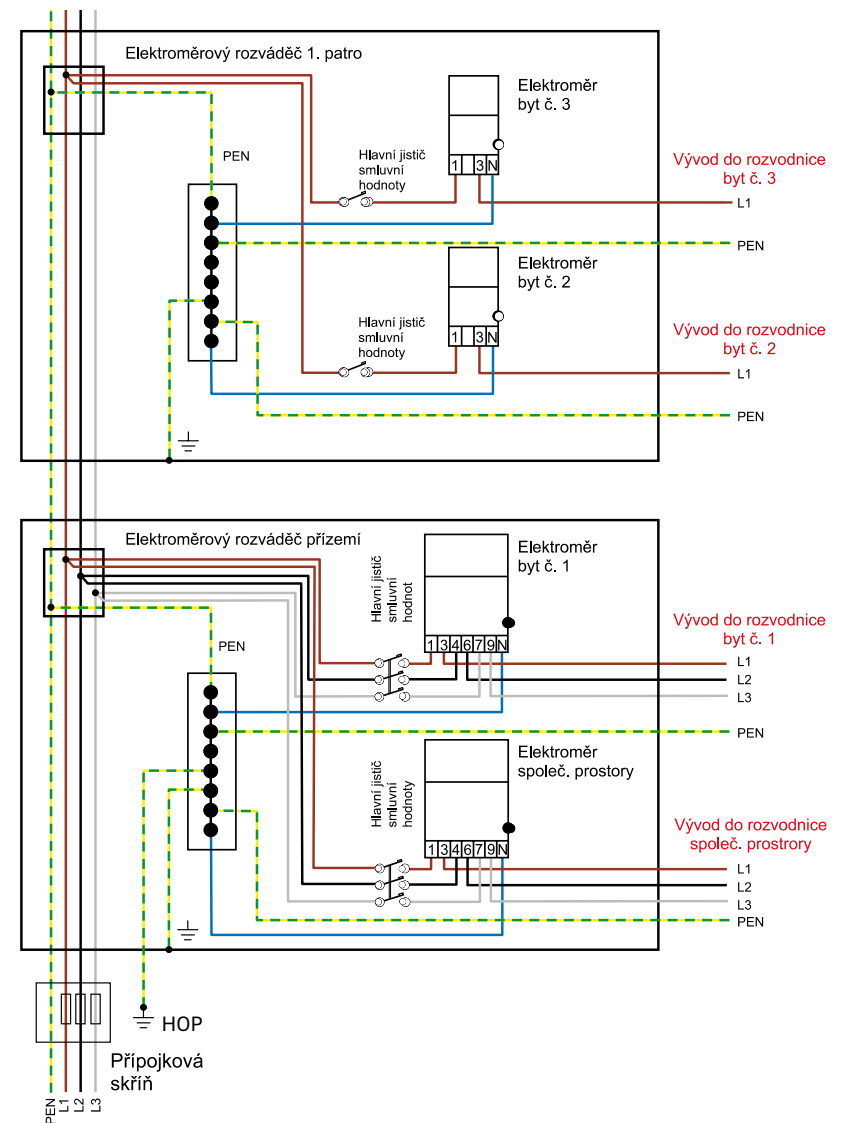 Elektroměrový rozváděč 1. patro
Elektroměr
byt č. 3
PEN
Hlavní jistič
smluvní
hodnoty
1 3 N
Vývod do rozvodnice
byt č. 3
L1
PEN
Elektroměr
byt č. 2
Hlavní jistič
smluvní
hodnoty
1 3 N
Vývod do rozvodnice
byt č. 2
L1
PEN
Elektroměrový rozváděč přízemí
Elektroměr
byt č. 1
Hlavní jistič
smluvní
hodnot
PEN
1 3 4 6 7 9 N
Vývod do rozvodnice
byt č. 1
L1
L2
L3
PEN
Elektroměr
společ. prostory
Hlavní jistič
smluvní
hodnoty
1 3 4 6 7 9 N
Vývod do rozvodnice
společ. prostrory
L1
L2
L3
PEN
HOP
Přípojková
skříň
PEN
L1
L2
L3